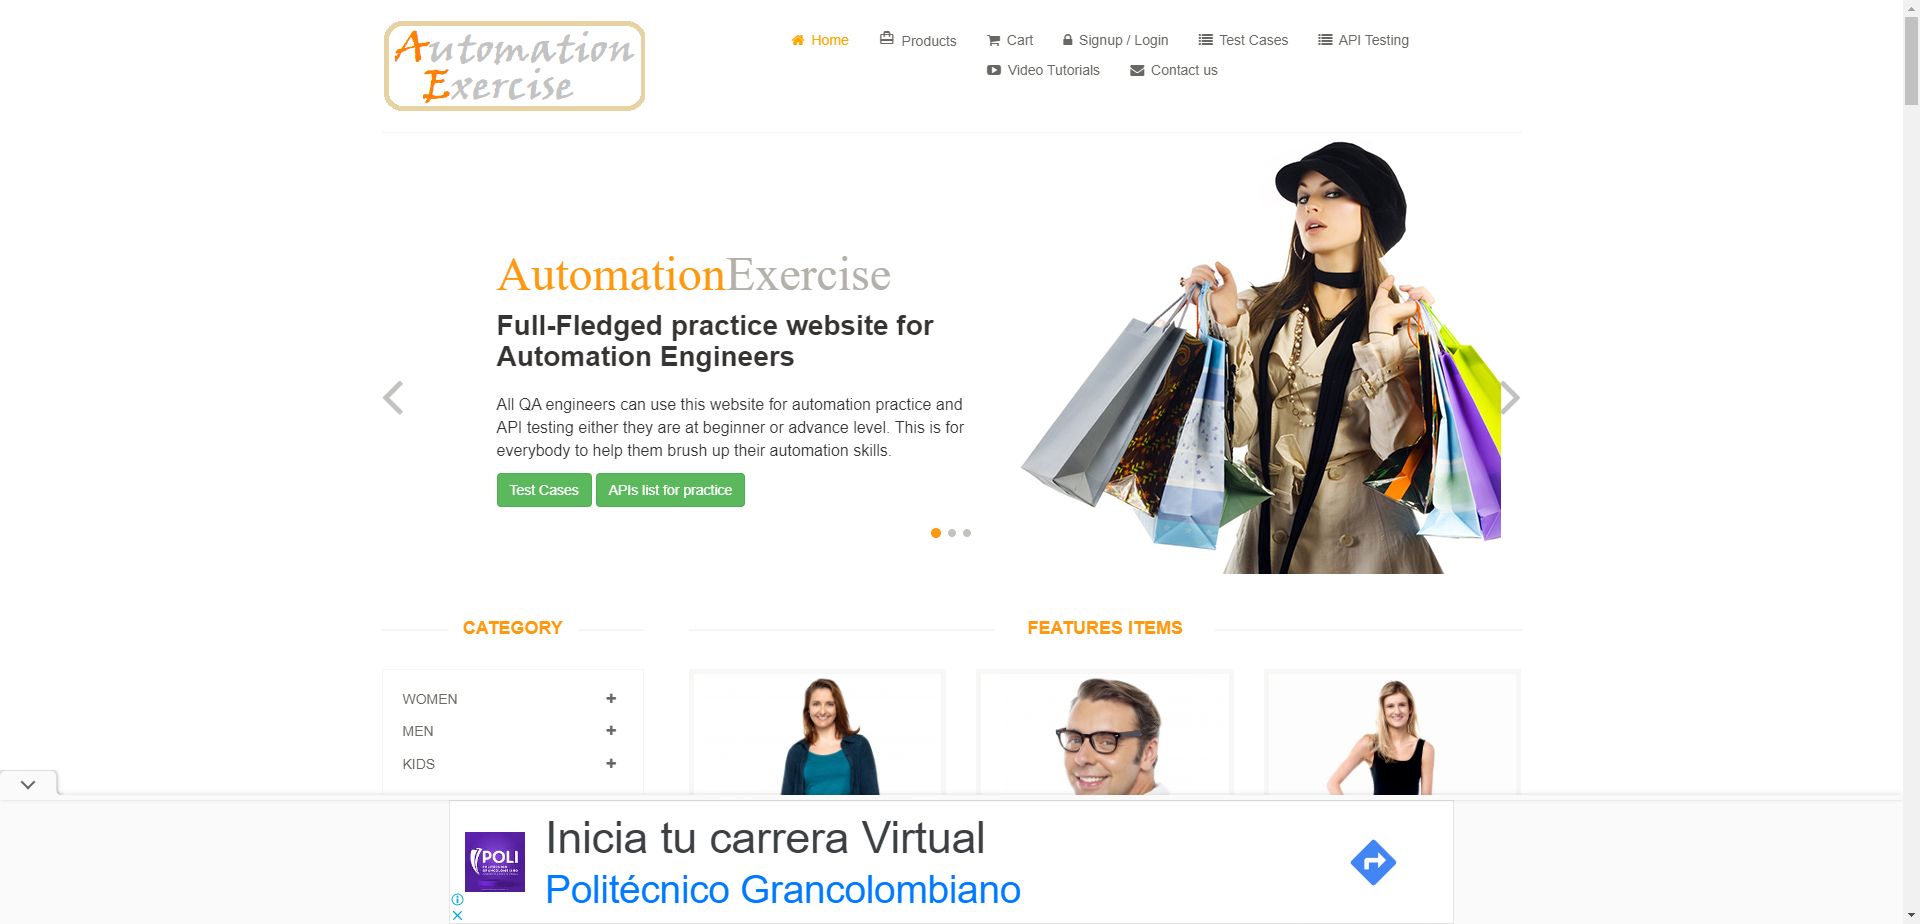 Automation
Exercise
Home
Products
Cart
Signup / Login
Test Cases
API Testing
Video Tutorials
Contact us
AutomationExercise
Full-Fledged practice website for
Automation Engineers
All QA engineers can use this website for automation practice and
API testing either they are at beginner or advance level. This is for
everybody to help them brush up their automation skills.
Test Cases
APIs list for practice
CATEGORY
FEATURES ITEMS
WOMEN
MEN
KIDS
POLI
Inicia tu carrera Virtual
Politécnico Grancolombiano